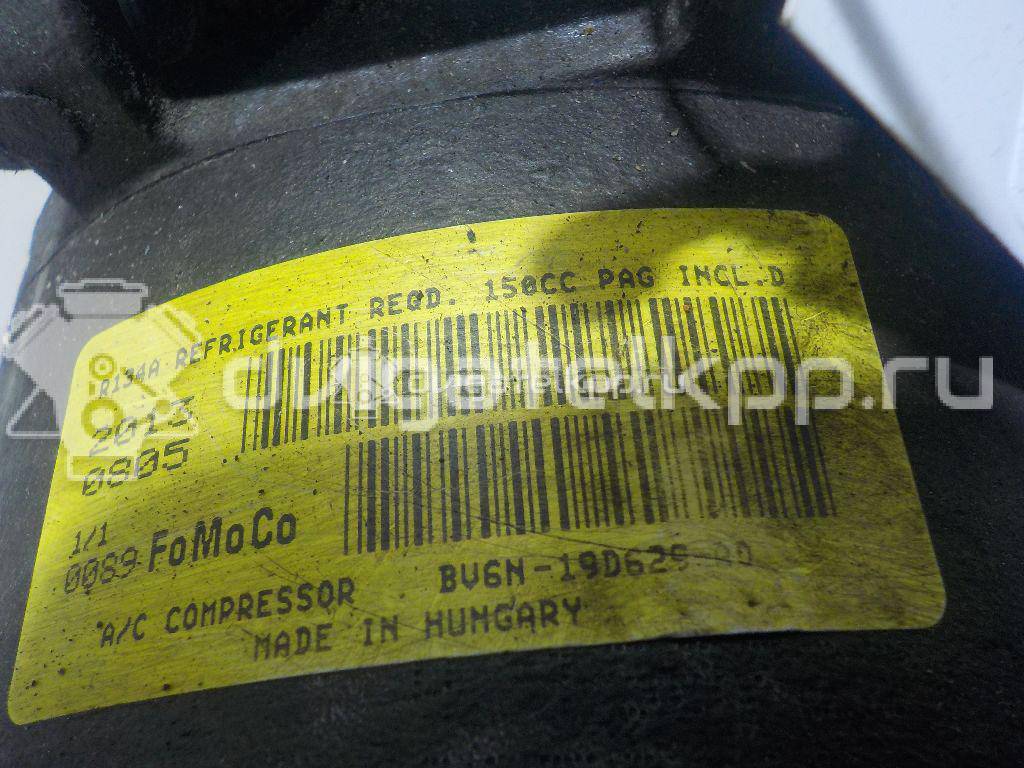 R134A REFRIGERANT REQD. 150CC PAG INCL.D
2013
0805
1/1
0089 FoMoCo
A/C COMPRESSOR BV6N-19D629
MADE IN HUNGARY
dvigatelkpp.ru